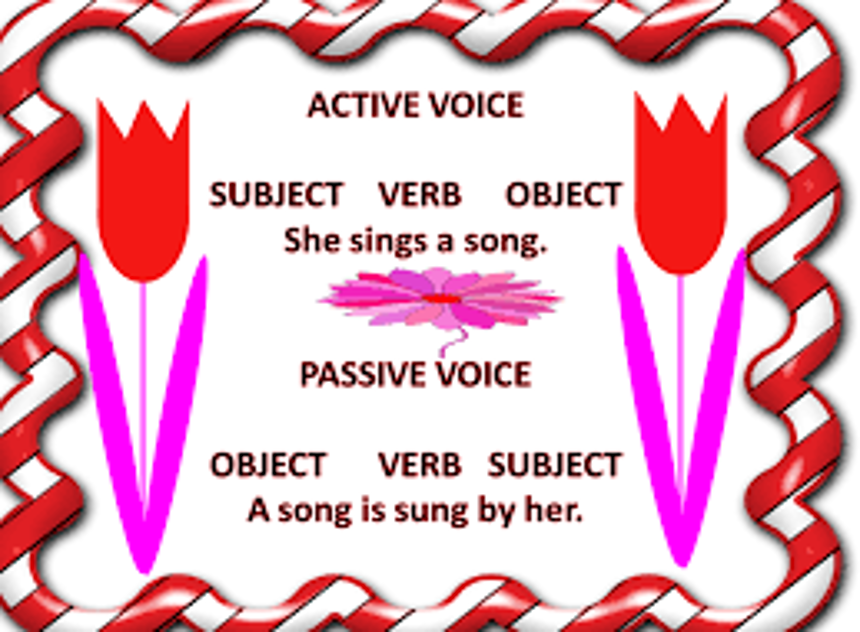 ACTIVE VOICE
SUBJECT VERB OBJECT
She sings a song.
PASSIVE VOICE
OBJECT VERB SUBJECT
A song is sung by her.